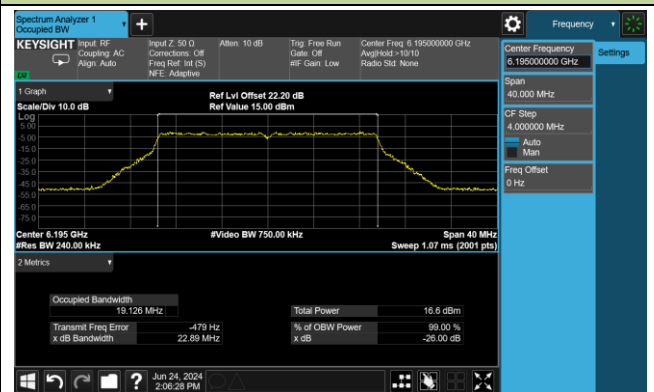 Spectrum Analyzer 1
Occupied BW
Frequency
KEYSIGHT
Input: RF
Coupling: AC
Align: Auto
Input Z: 50 Ω
Corrections: Off
Freq Ref: Int (S)
NFE: Adaptive
Atten: 10 dB
Trig: Free Run
Gate: Off
#IF Gain: Low
Center Freq: 6.195000000 GHz
Avg|Hold:>10/10
Radio Std: None
Center Frequency
6.195000000 GHz
Settings
Span
40.000 MHz
CF Step
4.000000 MHz
Auto
Man
Freq Offset
0 Hz
1 Graph
Scale/Div 10.0 dB
Ref Lvl Offset 22.20 dB
Ref Value 15.00 dBm
Log
5.00
-5.00
-15.0
-25.0
-35.0
-45.0
-55.0
-65.0
-75.0
Center 6.195 GHz
#Video BW 750.00 kHz
Span 40 MHz
#Res BW 240.00 kHz
Sweep 1.07 ms (2001 pts)
2 Metrics
Occupied Bandwidth
19.126 MHz
Total Power 16.6 dBm
Transmit Freq Error -479 Hz
% of OBW Power 99.00 %
x dB Bandwidth 22.89 MHz
x dB -26.00 dB
?
Jun 24, 2024
2:06:28 PM